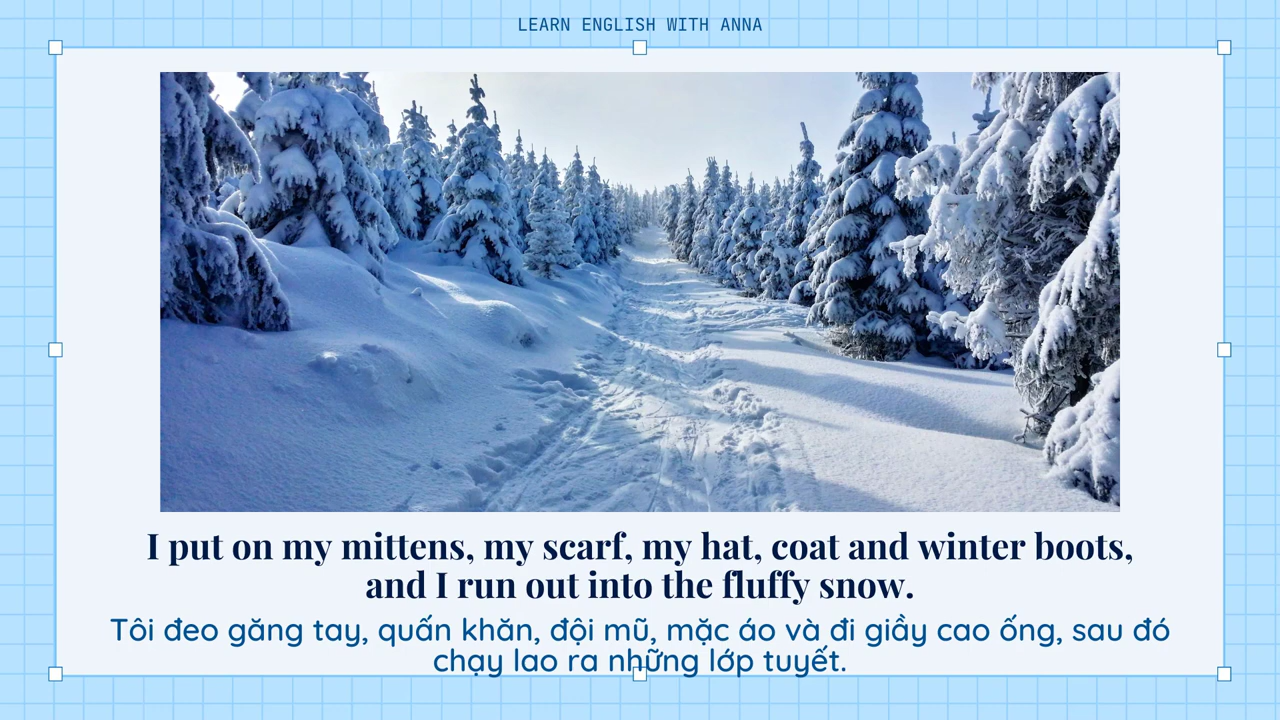 LEARN ENGLISH WITH ANNA
I put on my mittens, my scarf, my hat, coat and winter boots,
and I run out into the fluffy snow.
Tôi đeo găng tay, quấn khăn, đội mũ, mặc áo và đi giầy cao ống, sau đó
chạy lao ra những lớp tuyết.